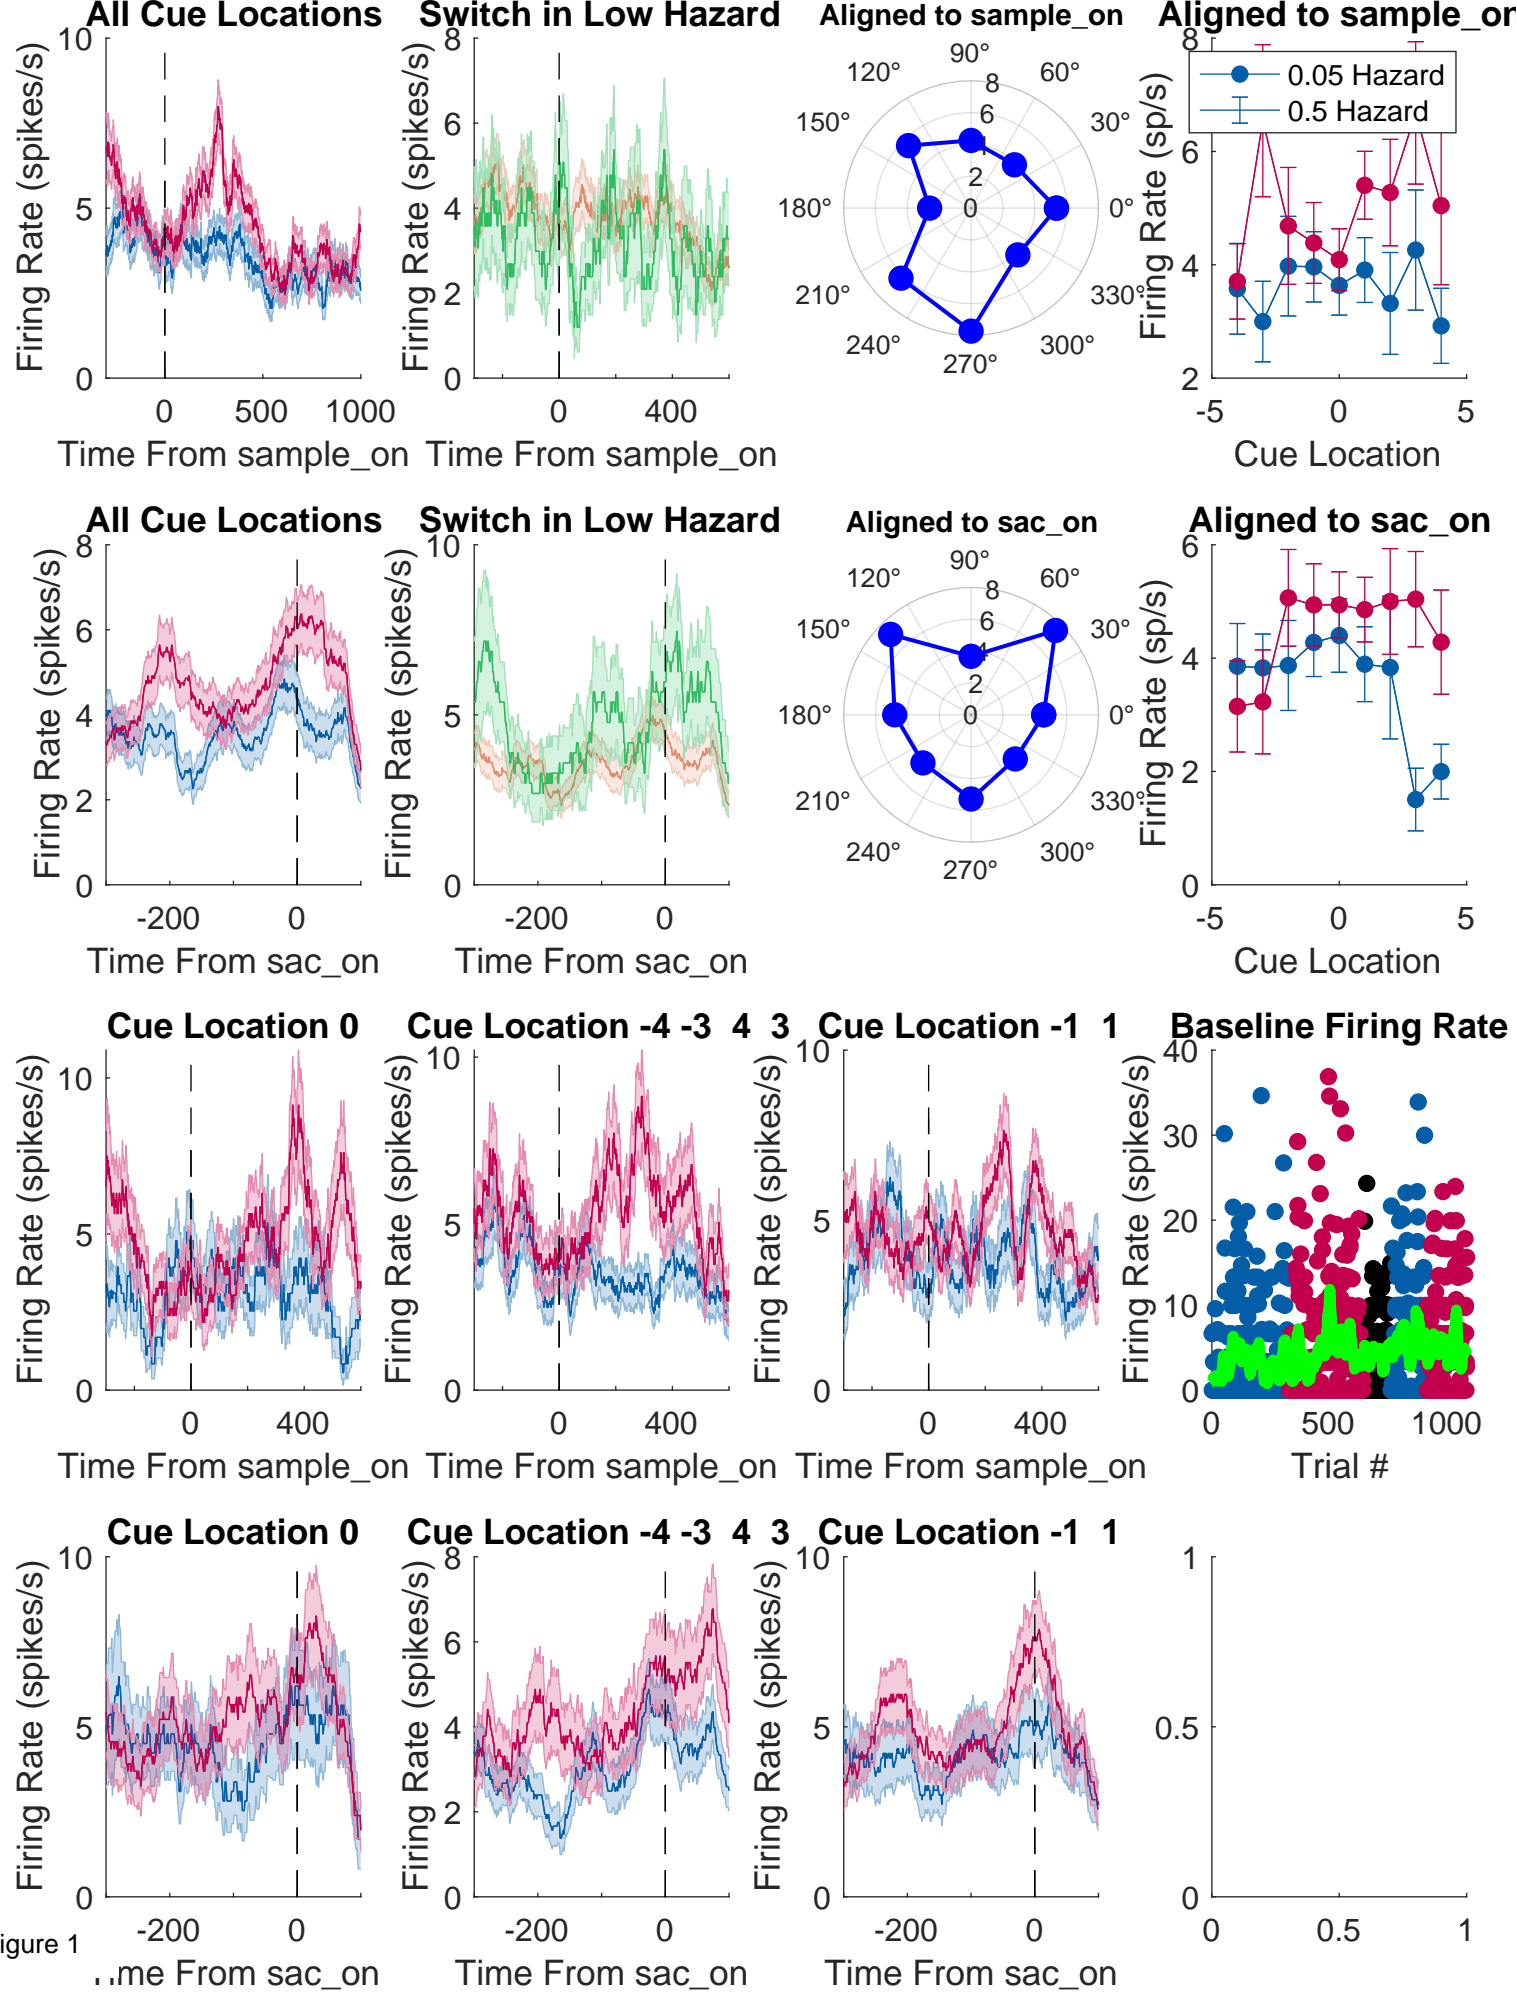 All Cue Locations
Firing Rate (spikes/s)
10
5
0
0 500 1000
Time From sample_on
Switch in Low Hazard
Firing Rate (spikes/s)
8
6
4
2
0
0 400
Time From sample_on
Aligned to sample_on
90°
120° 60°
150° 30°
180° 0°
210° 330°
240° 300°
270°
8
6
4
2
0
Aligned to sample_on
Firing Rate (sp/s)
0.05 Hazard
0.5 Hazard
8
6
4
2
-5 0 5
Cue Location
All Cue Locations
Firing Rate (spikes/s)
8
6
4
2
0
-200 0
Time From sac_on
Switch in Low Hazard
Firing Rate (spikes/s)
10
5
0
-200 0
Time From sac_on
Aligned to sac_on
90°
120° 60°
150° 30°
180° 0°
210° 330°
240° 300°
270°
8
6
4
2
0
Aligned to sac_on
Firing Rate (sp/s)
6
4
2
0
-5 0 5
Cue Location
Cue Location 0
Firing Rate (spikes/s)
10
5
0
0 400
Time From sample_on
Cue Location -4 -3 4 3
Firing Rate (spikes/s)
10
5
0
0 400
Time From sample_on
Cue Location -1 1
Firing Rate (spikes/s)
10
5
0
0 400
Time From sample_on
Baseline Firing Rate
Firing Rate (spikes/s)
40
30
20
10
0
0 500 1000
Trial #
Cue Location 0
Firing Rate (spikes/s)
10
5
0
-200 0
Time From sac_on
Cue Location -4 -3 4 3
Firing Rate (spikes/s)
8
6
4
2
0
-200 0
Time From sac_on
Cue Location -1 1
Firing Rate (spikes/s)
10
5
0
-200 0
Time From sac_on
1
0.5
0
0 0.5 1
igure 1